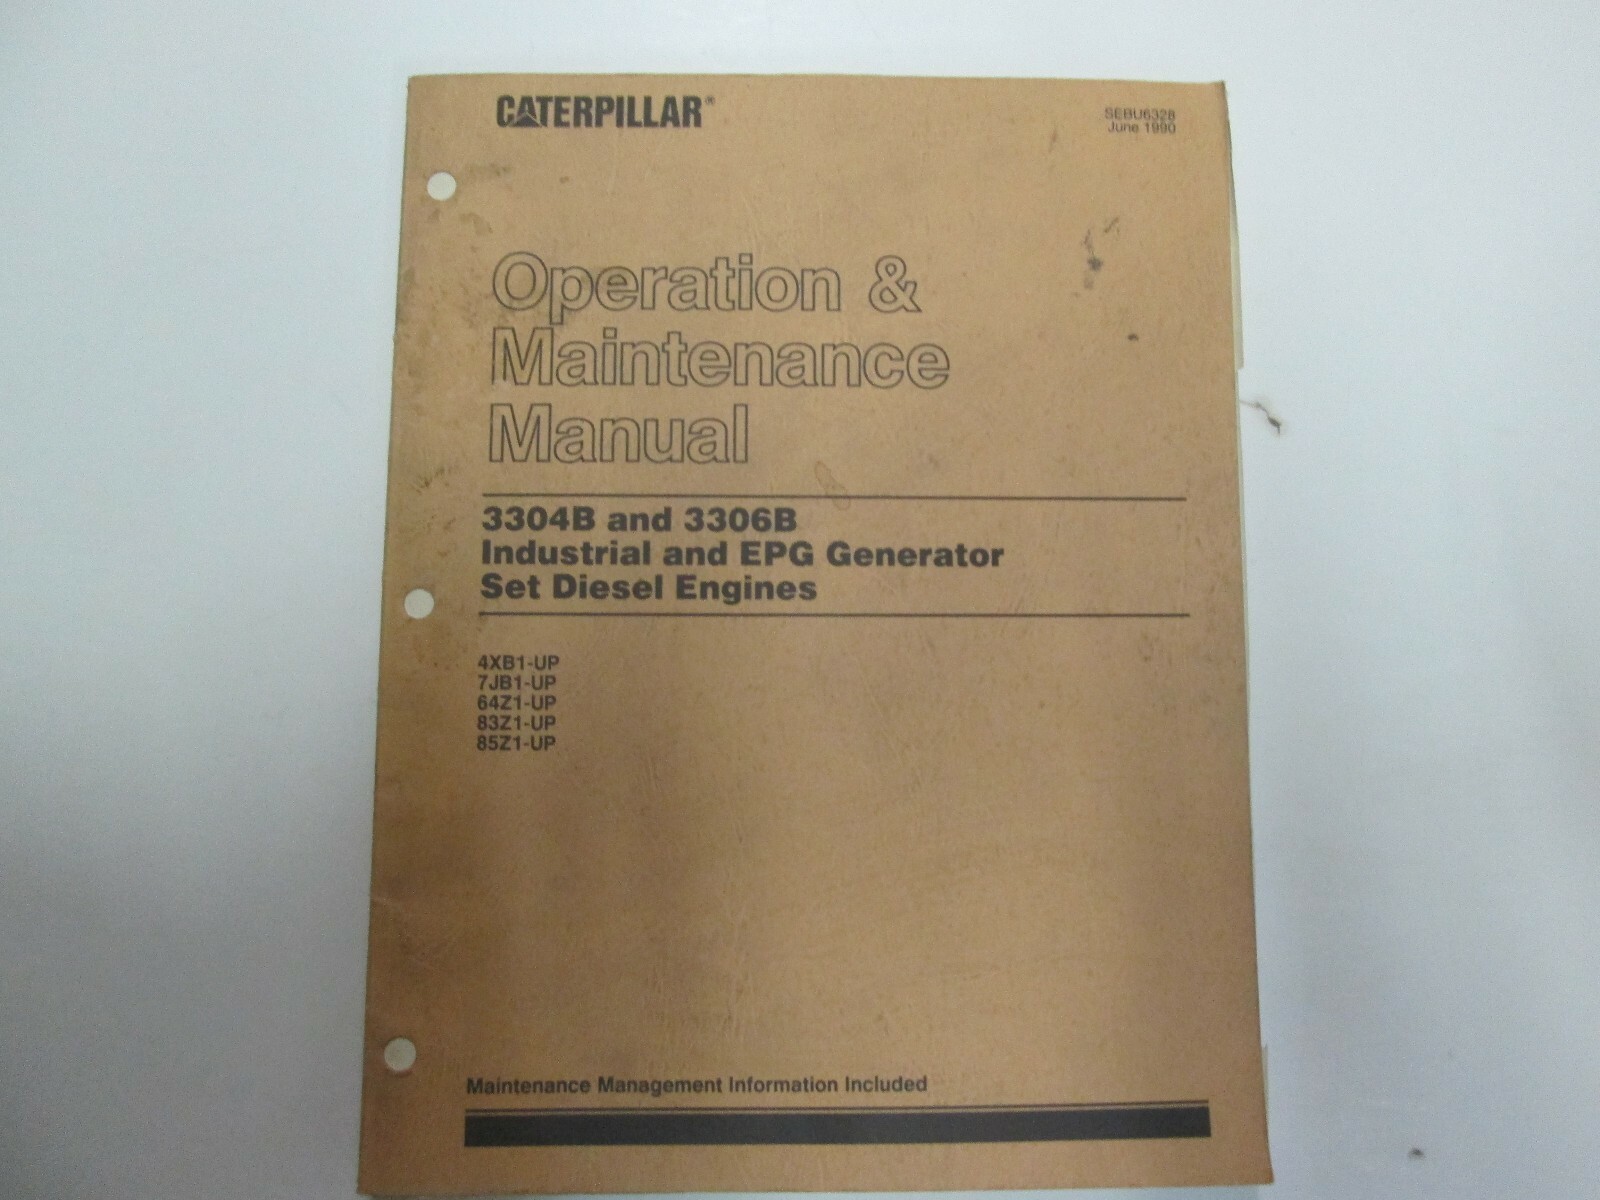 CATERPILLAR®
SEBU6328
June 1990
Operation &
Maintenance
Manual
3304B and 3306B
Industrial and EPG Generator
Set Diesel Engines
4XB1-UP
7JB1-UP
64Z1-UP
83Z1-UP
85Z1-UP
Maintenance Management Information Included